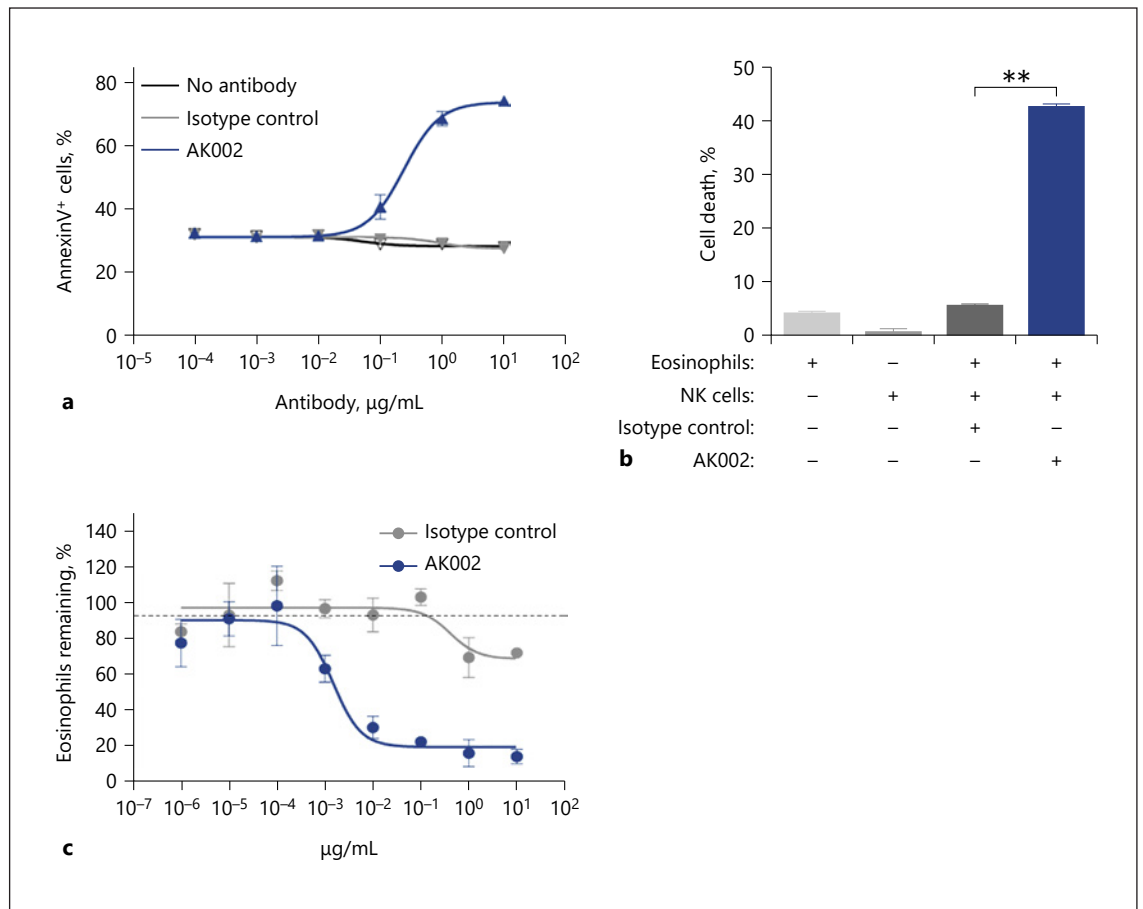 80
60
40
20
0
AnnexinV⁺ cells, %
No antibody
Isotype control
AK002
10⁻⁵ 10⁻⁴ 10⁻³ 10⁻² 10⁻¹ 10⁰ 10¹ 10²
Antibody, µg/mL
a
50
40
30
20
10
0
Cell death, %
**
Eosinophils: + – + +
NK cells: – + + +
Isotype control: – – + –
AK002: – – – +
b
140
120
100
80
60
40
20
0
Eosinophils remaining, %
Isotype control
AK002
10⁻⁷ 10⁻⁶ 10⁻⁵ 10⁻⁴ 10⁻³ 10⁻² 10⁻¹ 10⁰ 10¹ 10²
µg/mL
c